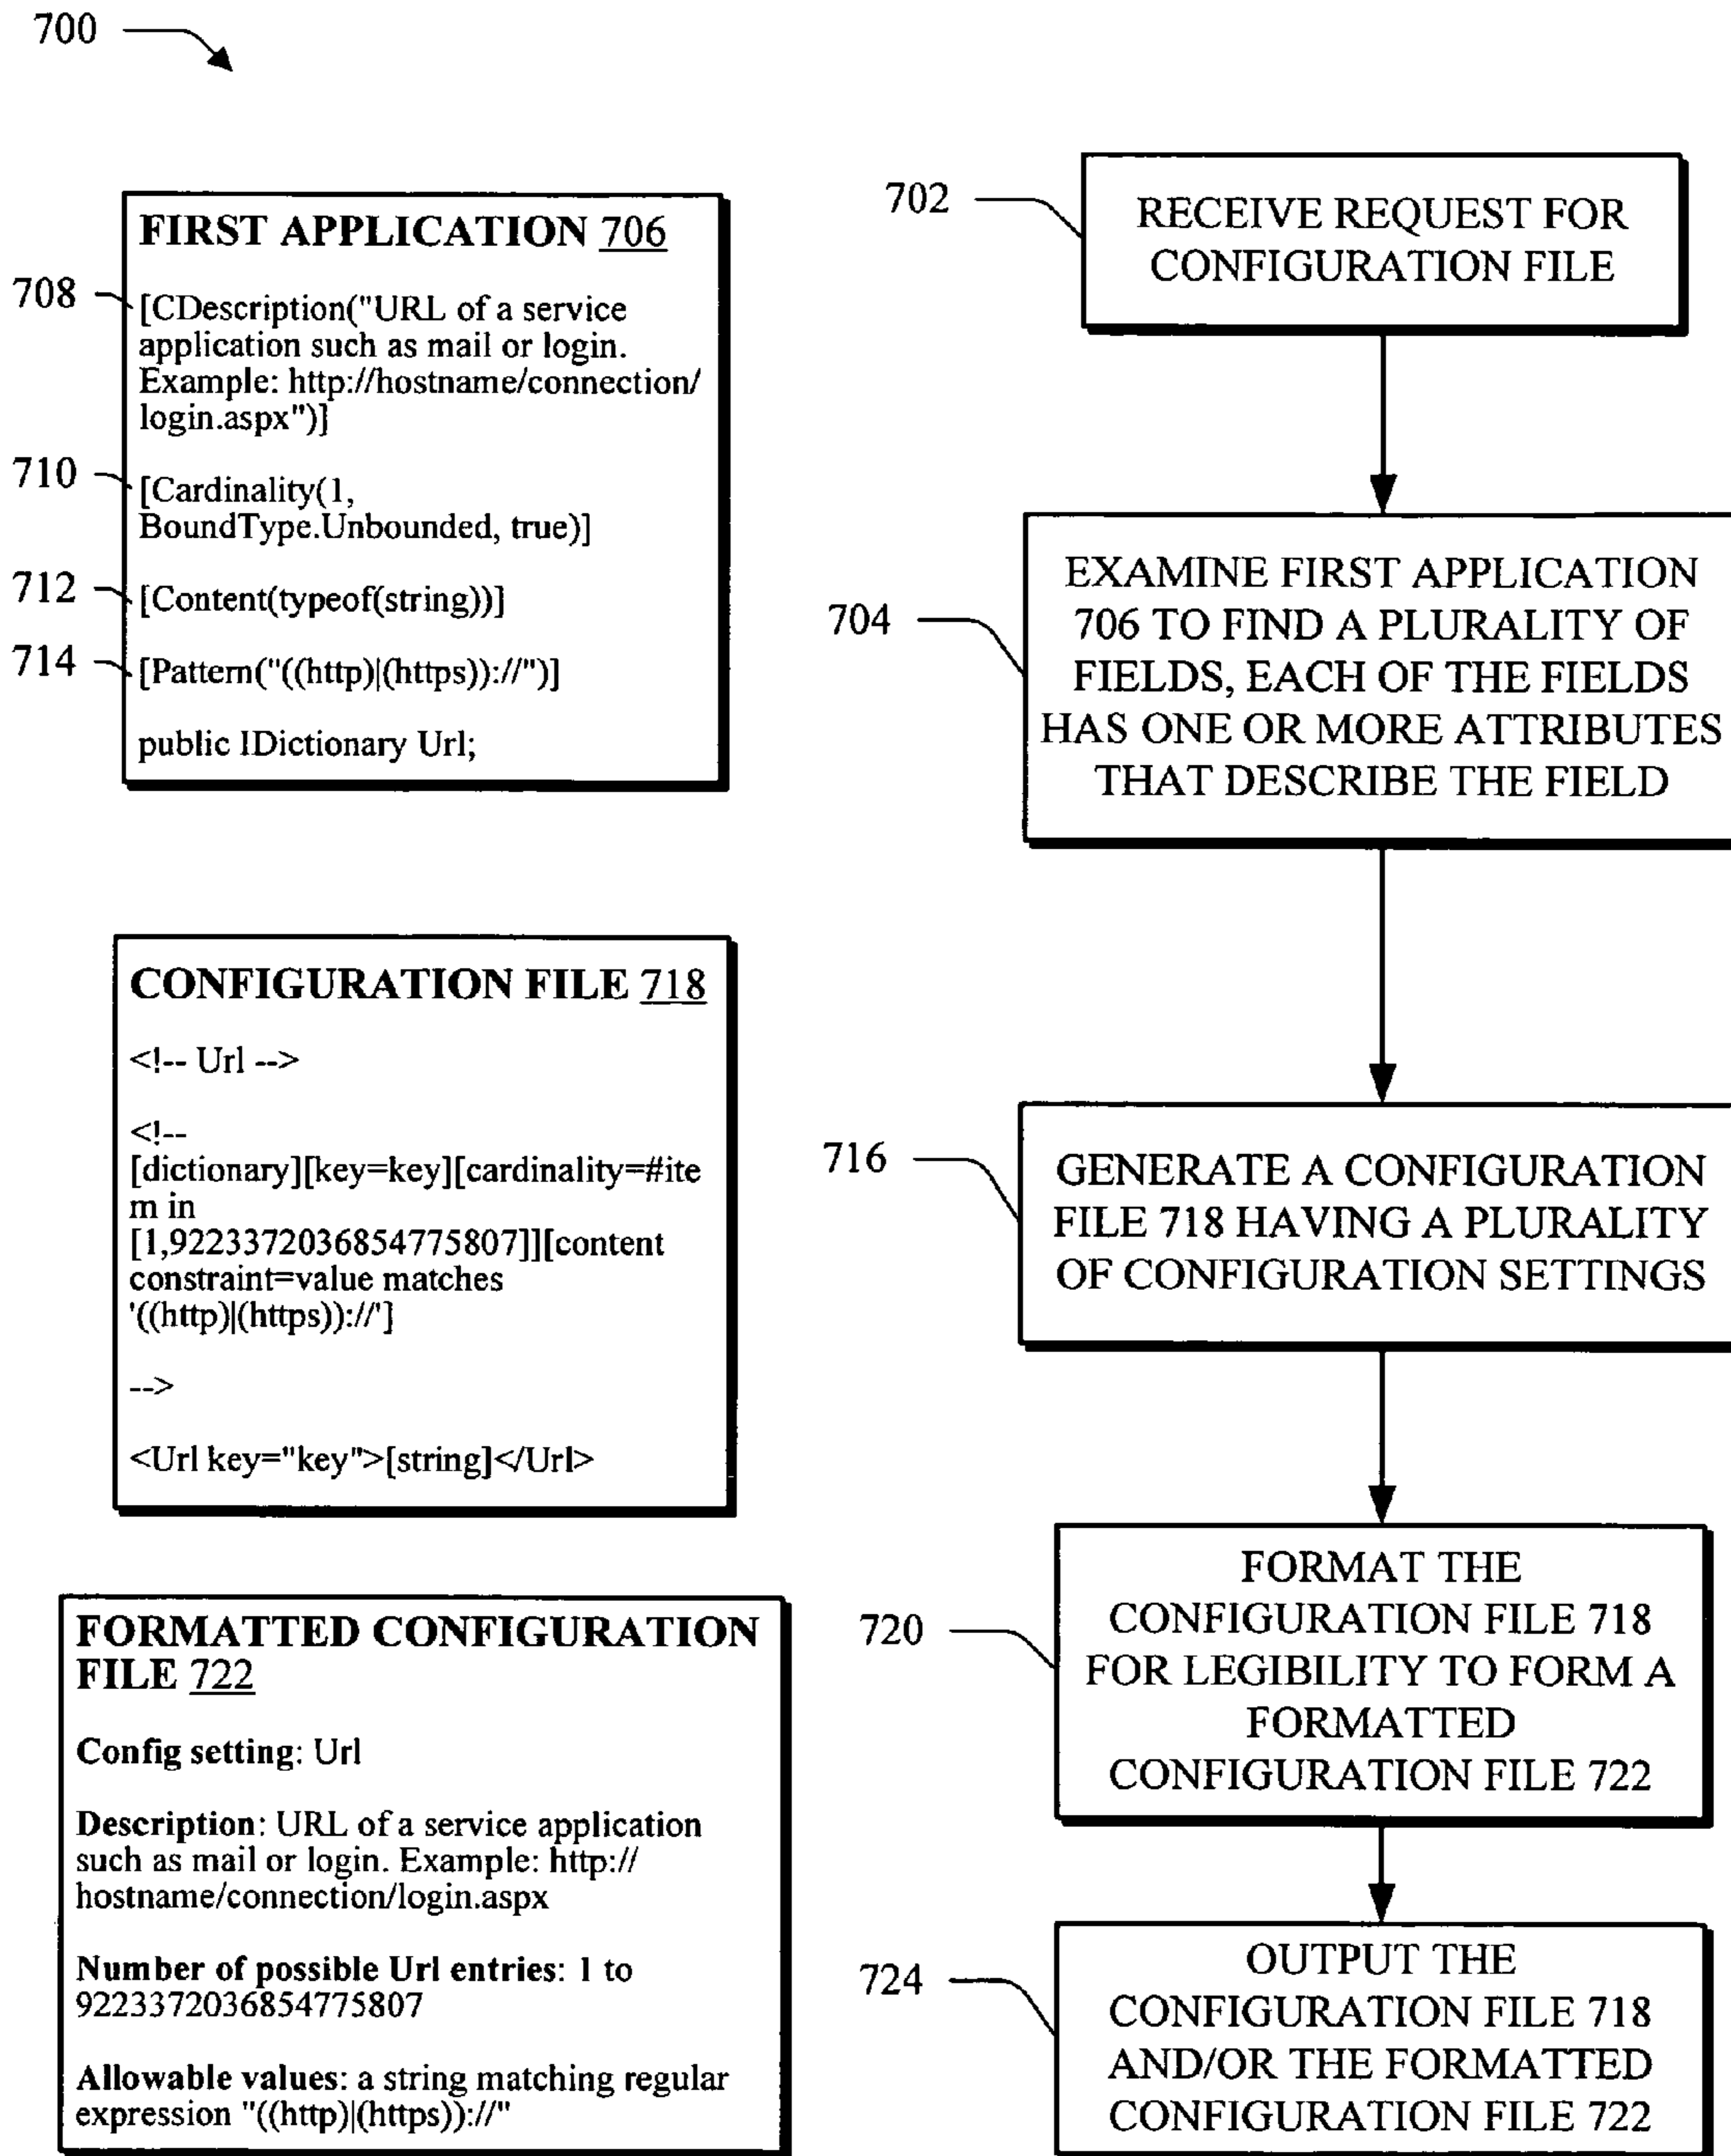 700
FIRST APPLICATION 706
708
[CDescription("URL of a service
application such as mail or login.
Example: http://hostname/connection/
login.aspx")]
710
[Cardinality(1,
BoundType.Unbounded, true)]
712
[Content(typeof(string))]
714
[Pattern("((http)|(https))://")]
public IDictionary Url;
CONFIGURATION FILE 718
<!-- Url -->
<!--
[dictionary][key=key][cardinality=#ite
m in
[1,9223372036854775807]][content
constraint=value matches
'((http)|(https))://']
-->
<Url key="key">[string]</Url>
FORMATTED CONFIGURATION
FILE 722
Config setting: Url
Description: URL of a service application
such as mail or login. Example: http://
hostname/connection/login.aspx
Number of possible Url entries: 1 to
9223372036854775807
Allowable values: a string matching regular
expression "((http)|(https))://"
702
RECEIVE REQUEST FOR
CONFIGURATION FILE
704
EXAMINE FIRST APPLICATION
706 TO FIND A PLURALITY OF
FIELDS, EACH OF THE FIELDS
HAS ONE OR MORE ATTRIBUTES
THAT DESCRIBE THE FIELD
716
GENERATE A CONFIGURATION
FILE 718 HAVING A PLURALITY
OF CONFIGURATION SETTINGS
720
FORMAT THE
CONFIGURATION FILE 718
FOR LEGIBILITY TO FORM A
FORMATTED
CONFIGURATION FILE 722
724
OUTPUT THE
CONFIGURATION FILE 718
AND/OR THE FORMATTED
CONFIGURATION FILE 722